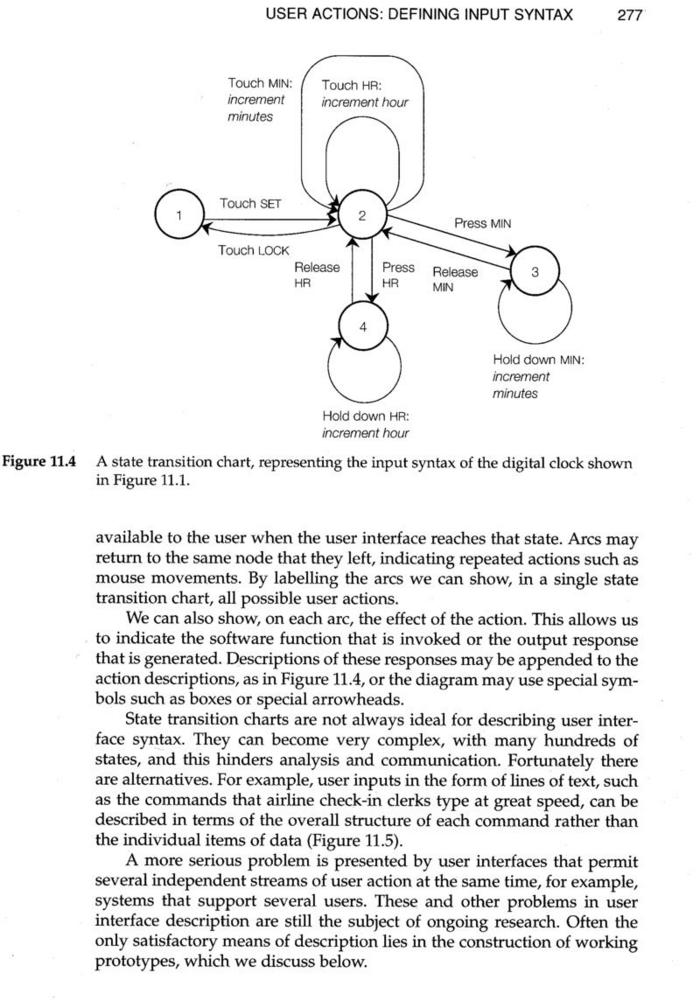 USER ACTIONS: DEFINING INPUT SYNTAX 277
Touch MIN:
increment
minutes
Touch HR:
increment hour
1
Touch SET
2
Press MIN
Touch LOCK
Release
HR
Press
HR
Release
MIN
3
4
Hold down MIN:
increment
minutes
Hold down HR:
increment hour
Figure 11.4 A state transition chart, representing the input syntax of the digital clock shown
in Figure 11.1.
available to the user when the user interface reaches that state. Arcs may
return to the same node that they left, indicating repeated actions such as
mouse movements. By labelling the arcs we can show, in a single state
transition chart, all possible user actions.
We can also show, on each arc, the effect of the action. This allows us
to indicate the software function that is invoked or the output response
that is generated. Descriptions of these responses may be appended to the
action descriptions, as in Figure 11.4, or the diagram may use special sym-
bols such as boxes or special arrowheads.
State transition charts are not always ideal for describing user inter-
face syntax. They can become very complex, with many hundreds of
states, and this hinders analysis and communication. Fortunately there
are alternatives. For example, user inputs in the form of lines of text, such
as the commands that airline check-in clerks type at great speed, can be
described in terms of the overall structure of each command rather than
the individual items of data (Figure 11.5).
A more serious problem is presented by user interfaces that permit
several independent streams of user action at the same time, for example,
systems that support several users. These and other problems in user
interface description are still the subject of ongoing research. Often the
only satisfactory means of description lies in the construction of working
prototypes, which we discuss below.